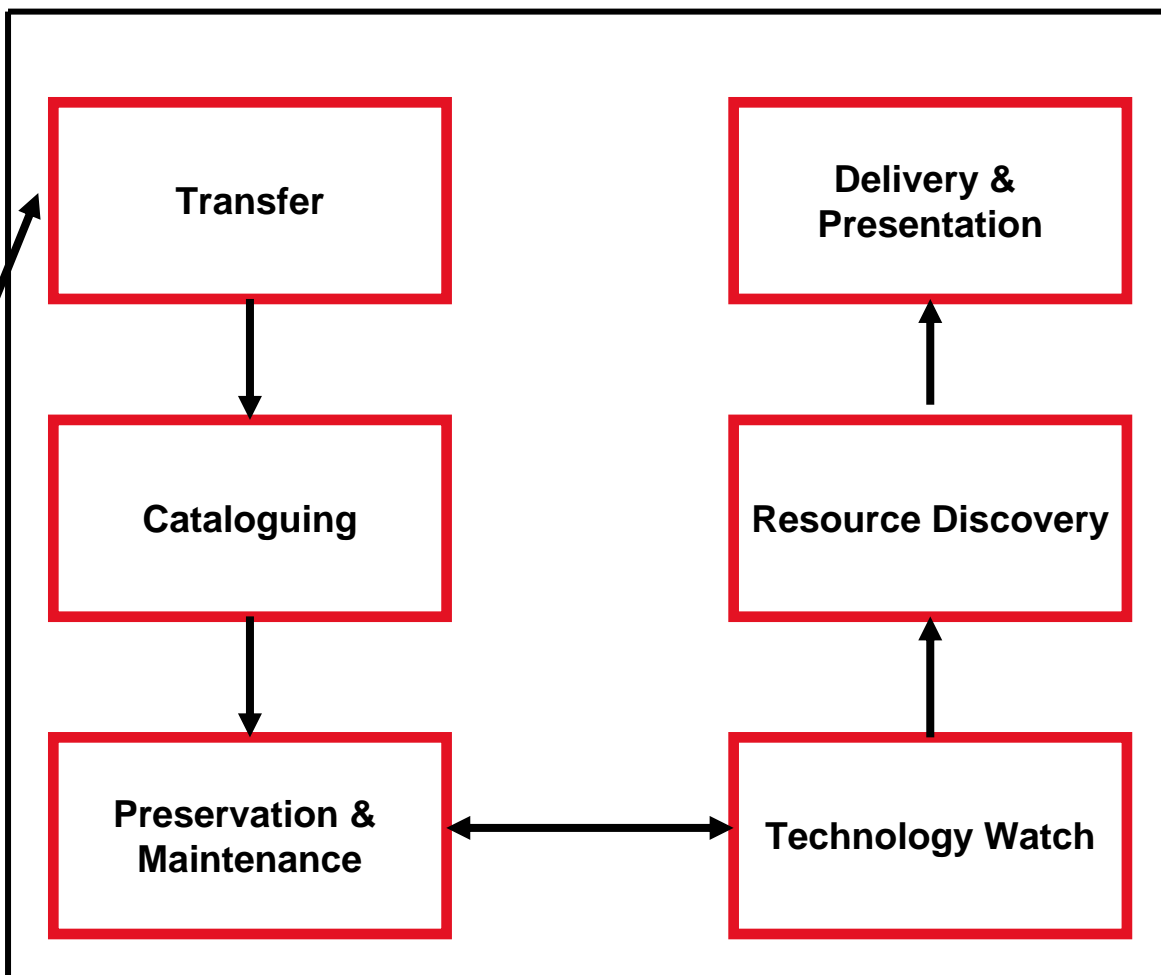 Transfer
Cataloguing
Preservation &
Maintenance
Delivery &
Presentation
Resource Discovery
Technology Watch